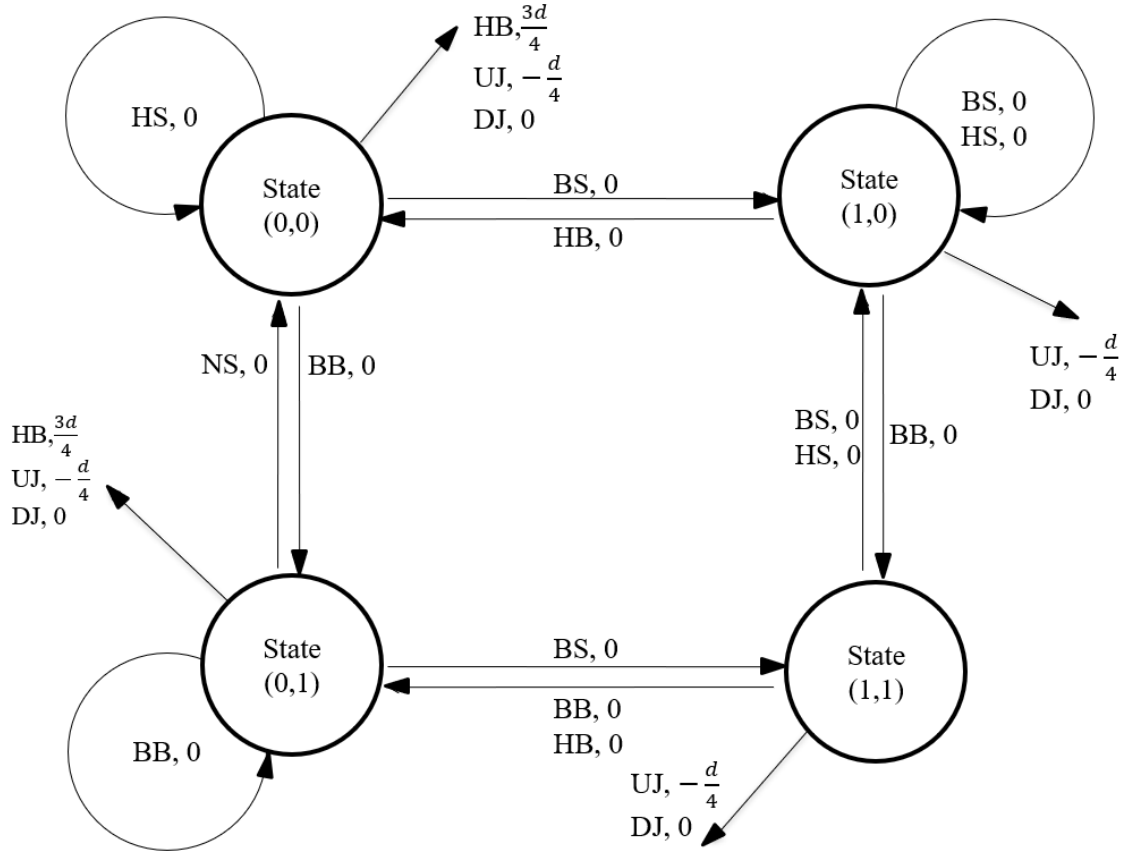 HS, 0
State
(0,0)
HB, 3d/4
UJ, − d/4
DJ, 0
BS, 0
HB, 0
State
(1,0)
BS, 0
HS, 0
UJ, − d/4
DJ, 0
NS, 0
BB, 0
BS, 0
HS, 0
BB, 0
HB, 3d/4
UJ, − d/4
DJ, 0
State
(0,1)
BB, 0
BS, 0
BB, 0
HB, 0
State
(1,1)
UJ, − d/4
DJ, 0